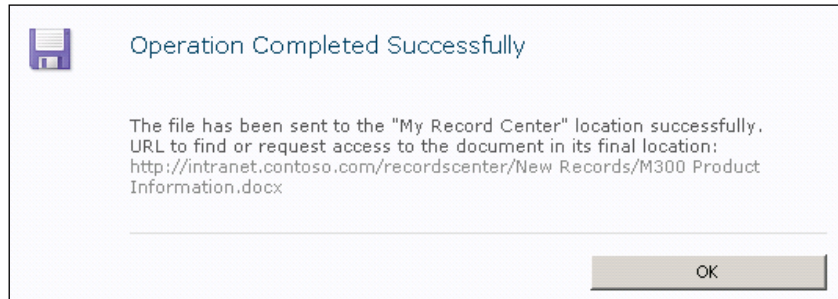 Operation Completed Successfully
The file has been sent to the "My Record Center" location successfully.
URL to find or request access to the document in its final location:
http://intranet.contoso.com/recordscenter/New Records/M300 Product
Information.docx
OK